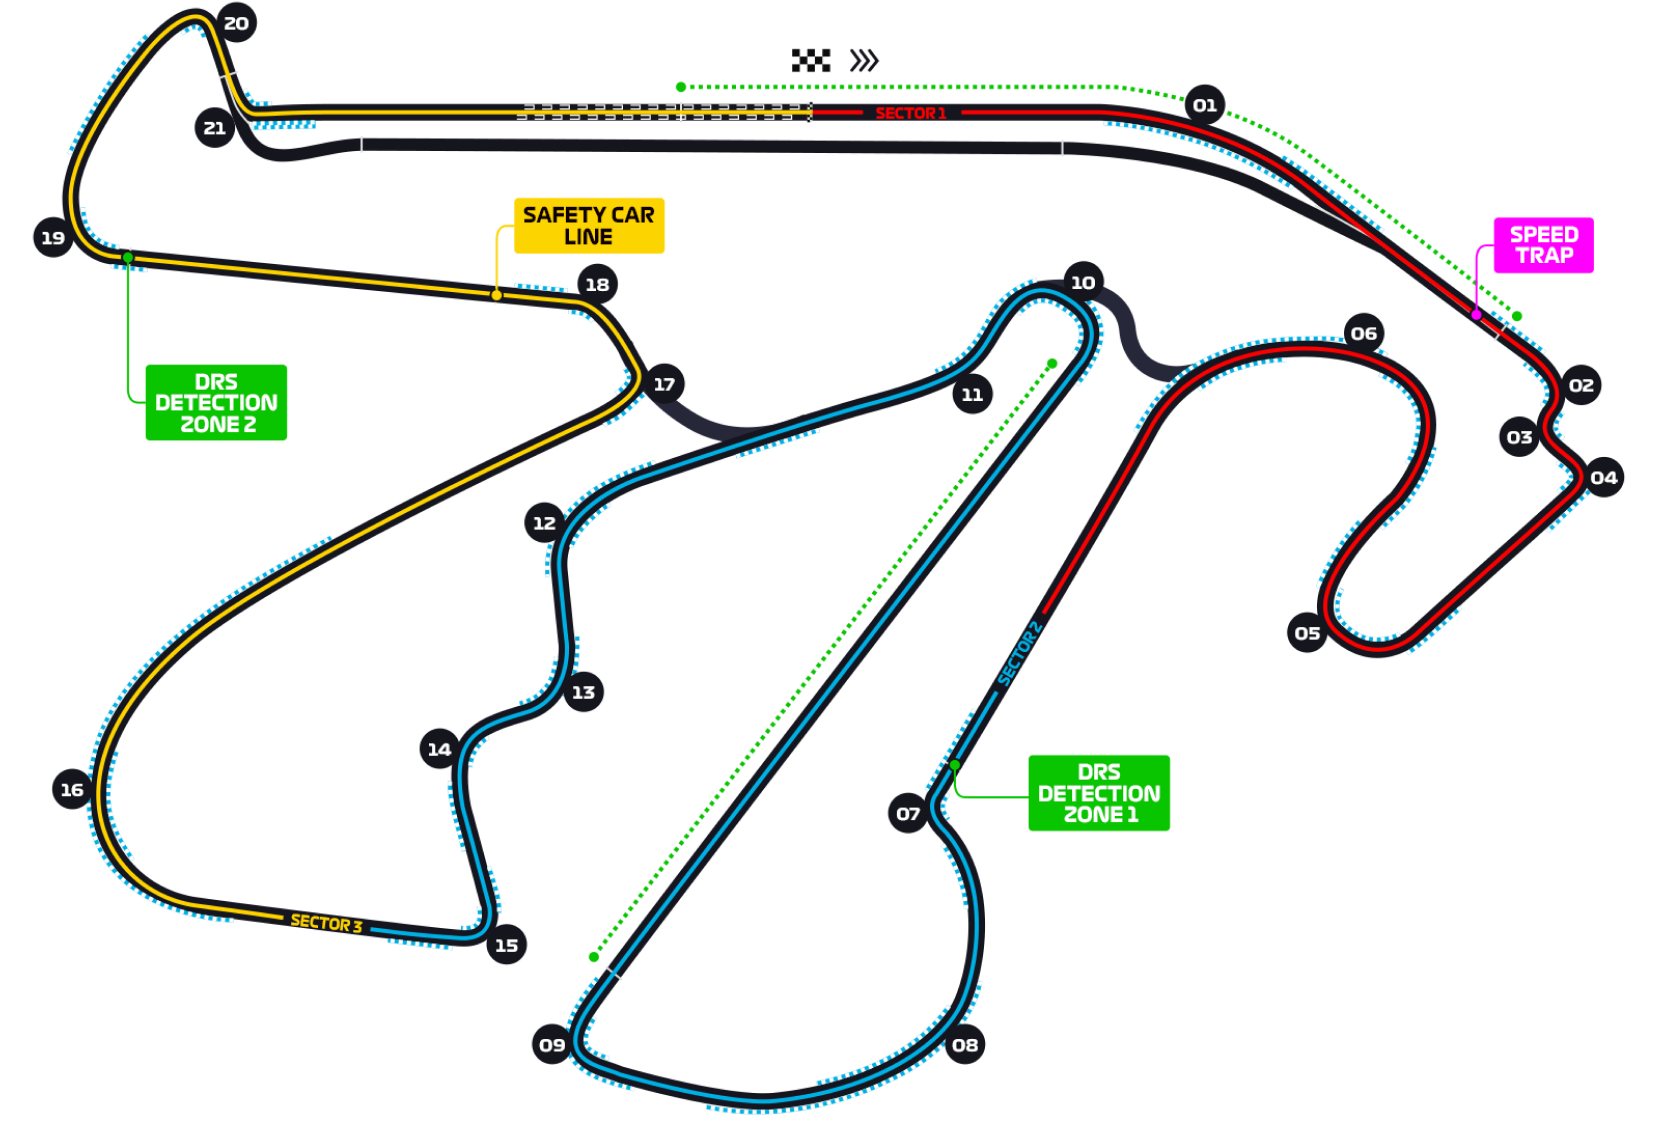 20
01
SECTOR 1
21
SAFETY CAR
LINE
SPEED
TRAP
19
18
10
06
17
02
11
03
DRS
DETECTION
ZONE 2
04
12
05
SECTOR 2
13
14
16
DRS
DETECTION
ZONE 1
07
SECTOR 3
15
09
08